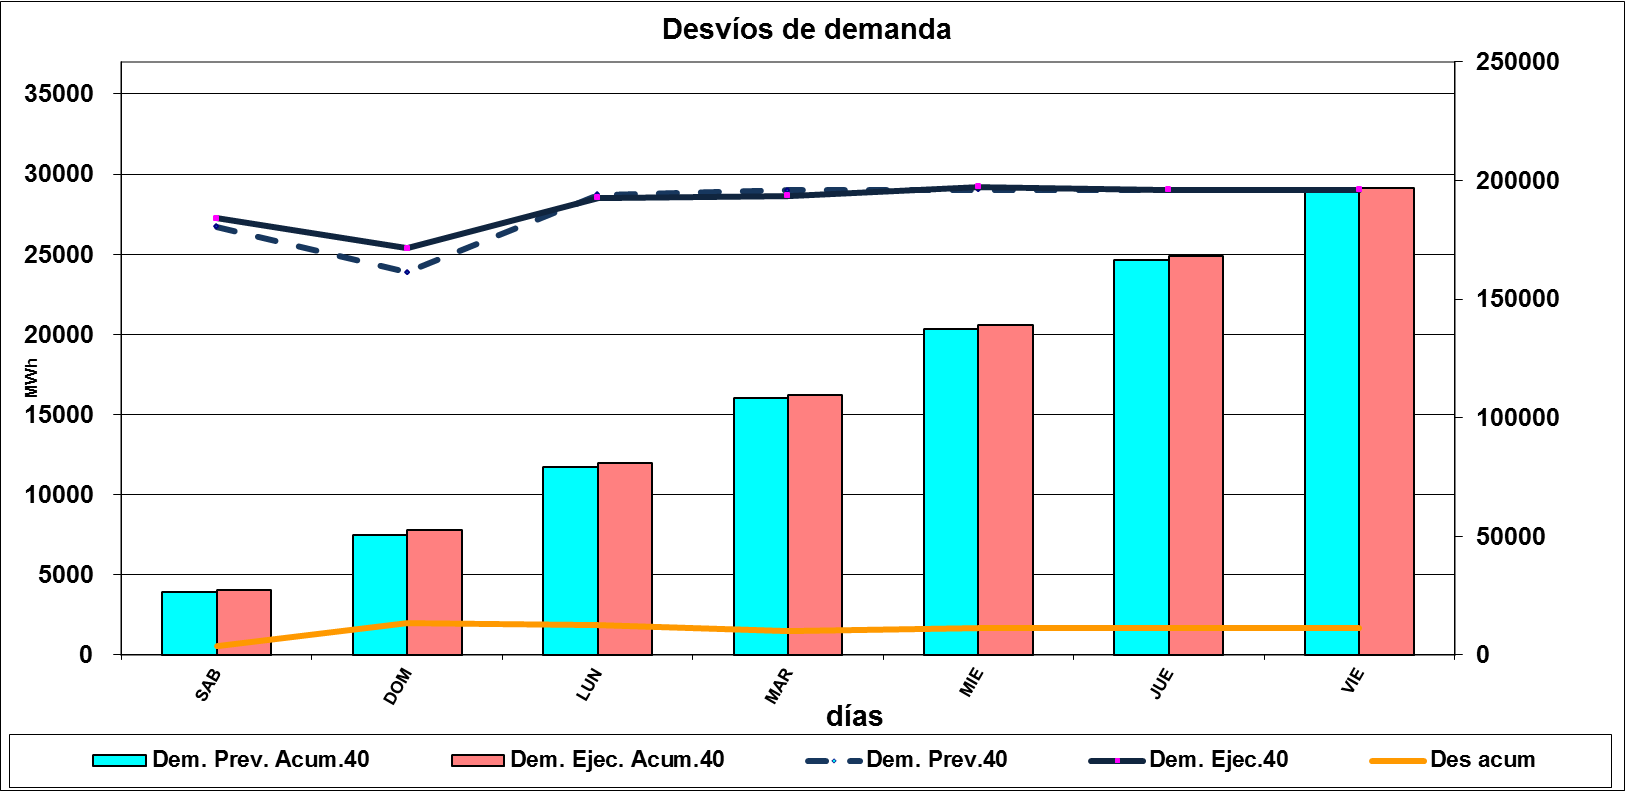 Desvíos de demanda
35000
30000
25000
20000
15000
10000
5000
0
MWh
250000
200000
150000
100000
50000
0
SAB
DOM
LUN
MAR
MIE
JUE
VIE
días
Dem. Prev. Acum.40
Dem. Ejec. Acum.40
Dem. Prev.40
Dem. Ejec.40
Des acum